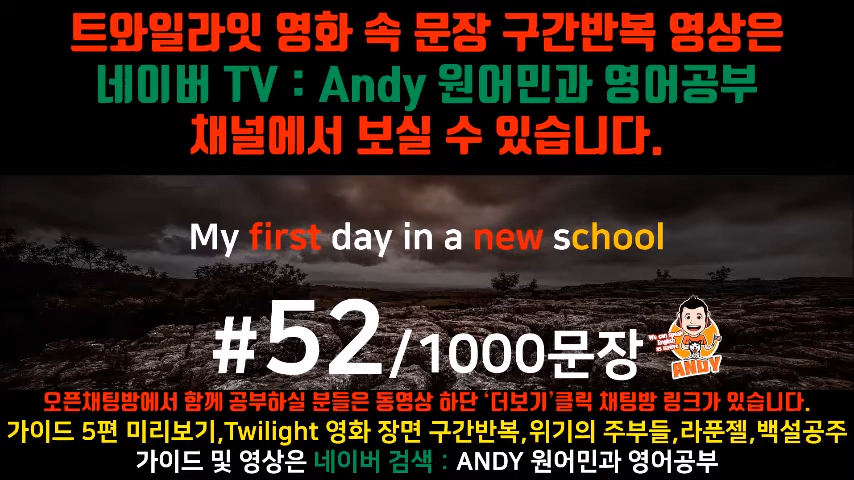 트와일라잇 영화 속 문장 구간반복 영상은
네이버 TV : Andy 원어민과 영어공부
채널에서 보실 수 있습니다.
My first day in a new school
#52/1000문장
We can speak
English
as native
ANDY
오픈채팅방에서 함께 공부하실 분들은 동영상 하단 '더보기'클릭 채팅방 링크가 있습니다.
가이드 5편 미리보기,Twilight 영화 장면 구간반복,위기의 주부들,라푼젤,백설공주
가이드 및 영상은 네이버 검색 : ANDY 원어민과 영어공부